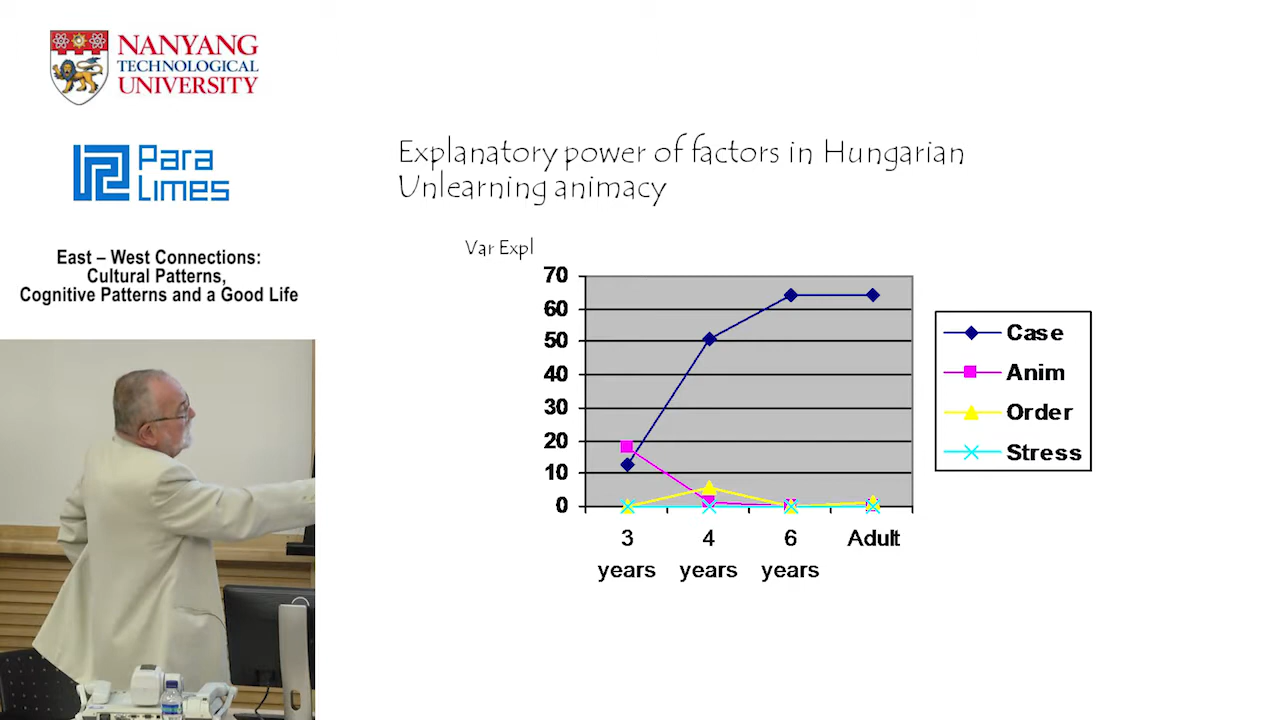 NANYANG
TECHNOLOGICAL
UNIVERSITY
Para
Limes
East – West Connections:
Cultural Patterns,
Cognitive Patterns and a Good Life
Explanatory power of factors in Hungarian
Unlearning animacy
Var Expl
70
60
50
40
30
20
10
0
3 years
4 years
6 years
Adult
Case
Anim
Order
Stress